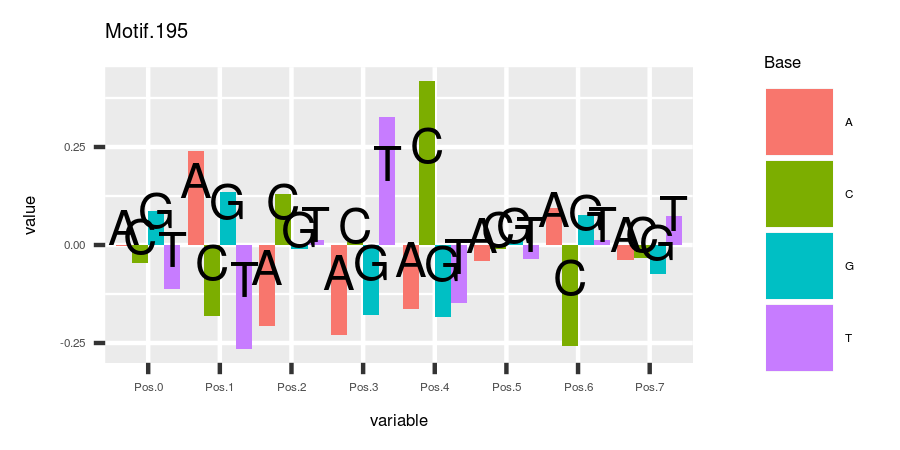 Motif.195
Base
A
C
G
T
value
0.25
0.00
-0.25
A C G T A C G T A C G T A C G T A C G T A C G T A C G T A C G T
Pos.0 Pos.1 Pos.2 Pos.3 Pos.4 Pos.5 Pos.6 Pos.7
variable